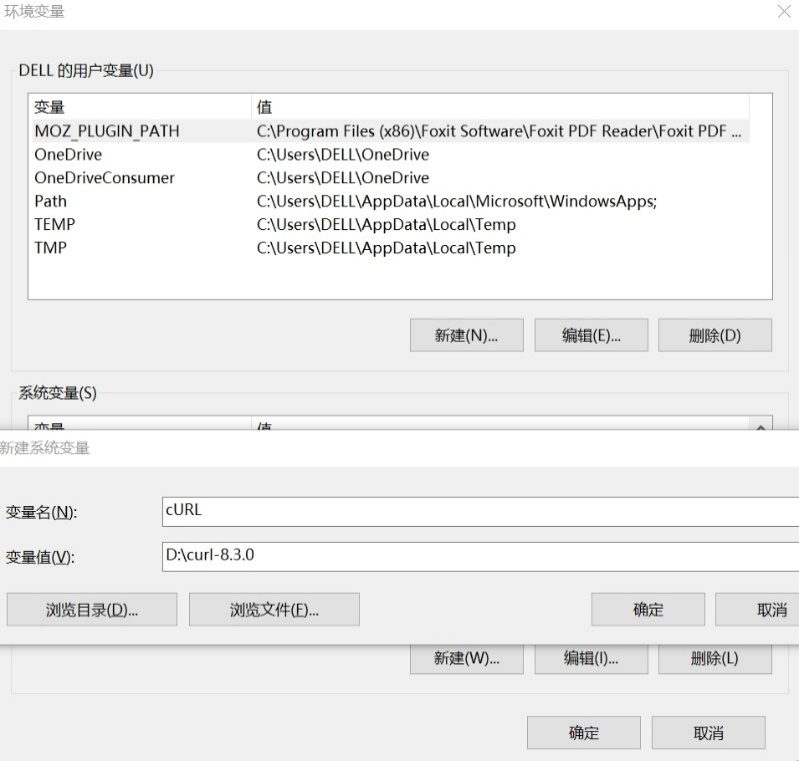 环境变量
DELL 的用户变量(U)
变量 值
MOZ_PLUGIN_PATH C:\Program Files (x86)\Foxit Software\Foxit PDF Reader\Foxit PDF ...
OneDrive C:\Users\DELL\OneDrive
OneDriveConsumer C:\Users\DELL\OneDrive
Path C:\Users\DELL\AppData\Local\Microsoft\WindowsApps;
TEMP C:\Users\DELL\AppData\Local\Temp
TMP C:\Users\DELL\AppData\Local\Temp
新建(N)... 编辑(E)... 删除(D)
系统变量(S)
变量 值
新建系统变量
变量名(N): cURL
变量值(V): D:\curl-8.3.0
浏览目录(D)... 浏览文件(F)... 确定 取消
新建(W)... 编辑(I)... 删除(L)
确定 取消